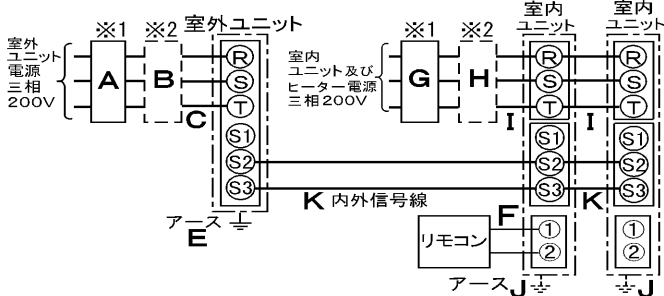 ※1
※2
室外ユニット
室外
ユニット
電源
三相
200V
A
B
C
R
S
T
S1
S2
S3
アース
E
※1
※2
室内
ユニット
室内
ユニット
室内
ユニット及び
ヒーター電源
三相200V
G
H
I
I
R
S
T
S1
S2
S3
R
S
T
S1
S2
S3
K 内外信号線
K
F
リモコン
1
2
1
2
アース
J
J